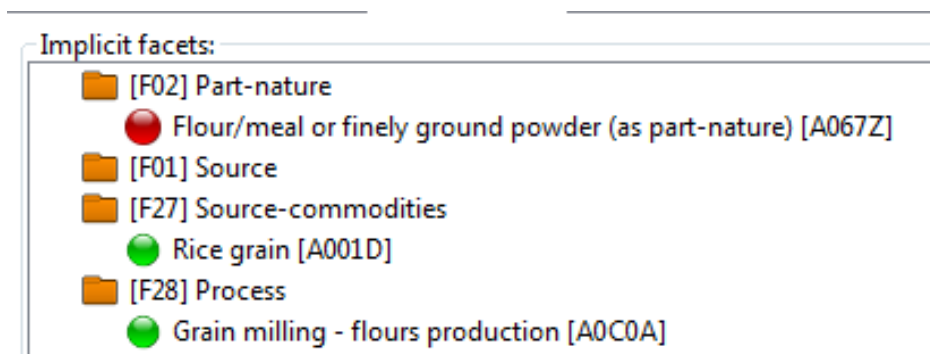 Implicit facets:
[F02] Part-nature
Flour/meal or finely ground powder (as part-nature) [A067Z]
[F01] Source
[F27] Source-commodities
Rice grain [A001D]
[F28] Process
Grain milling - flours production [A0C0A]